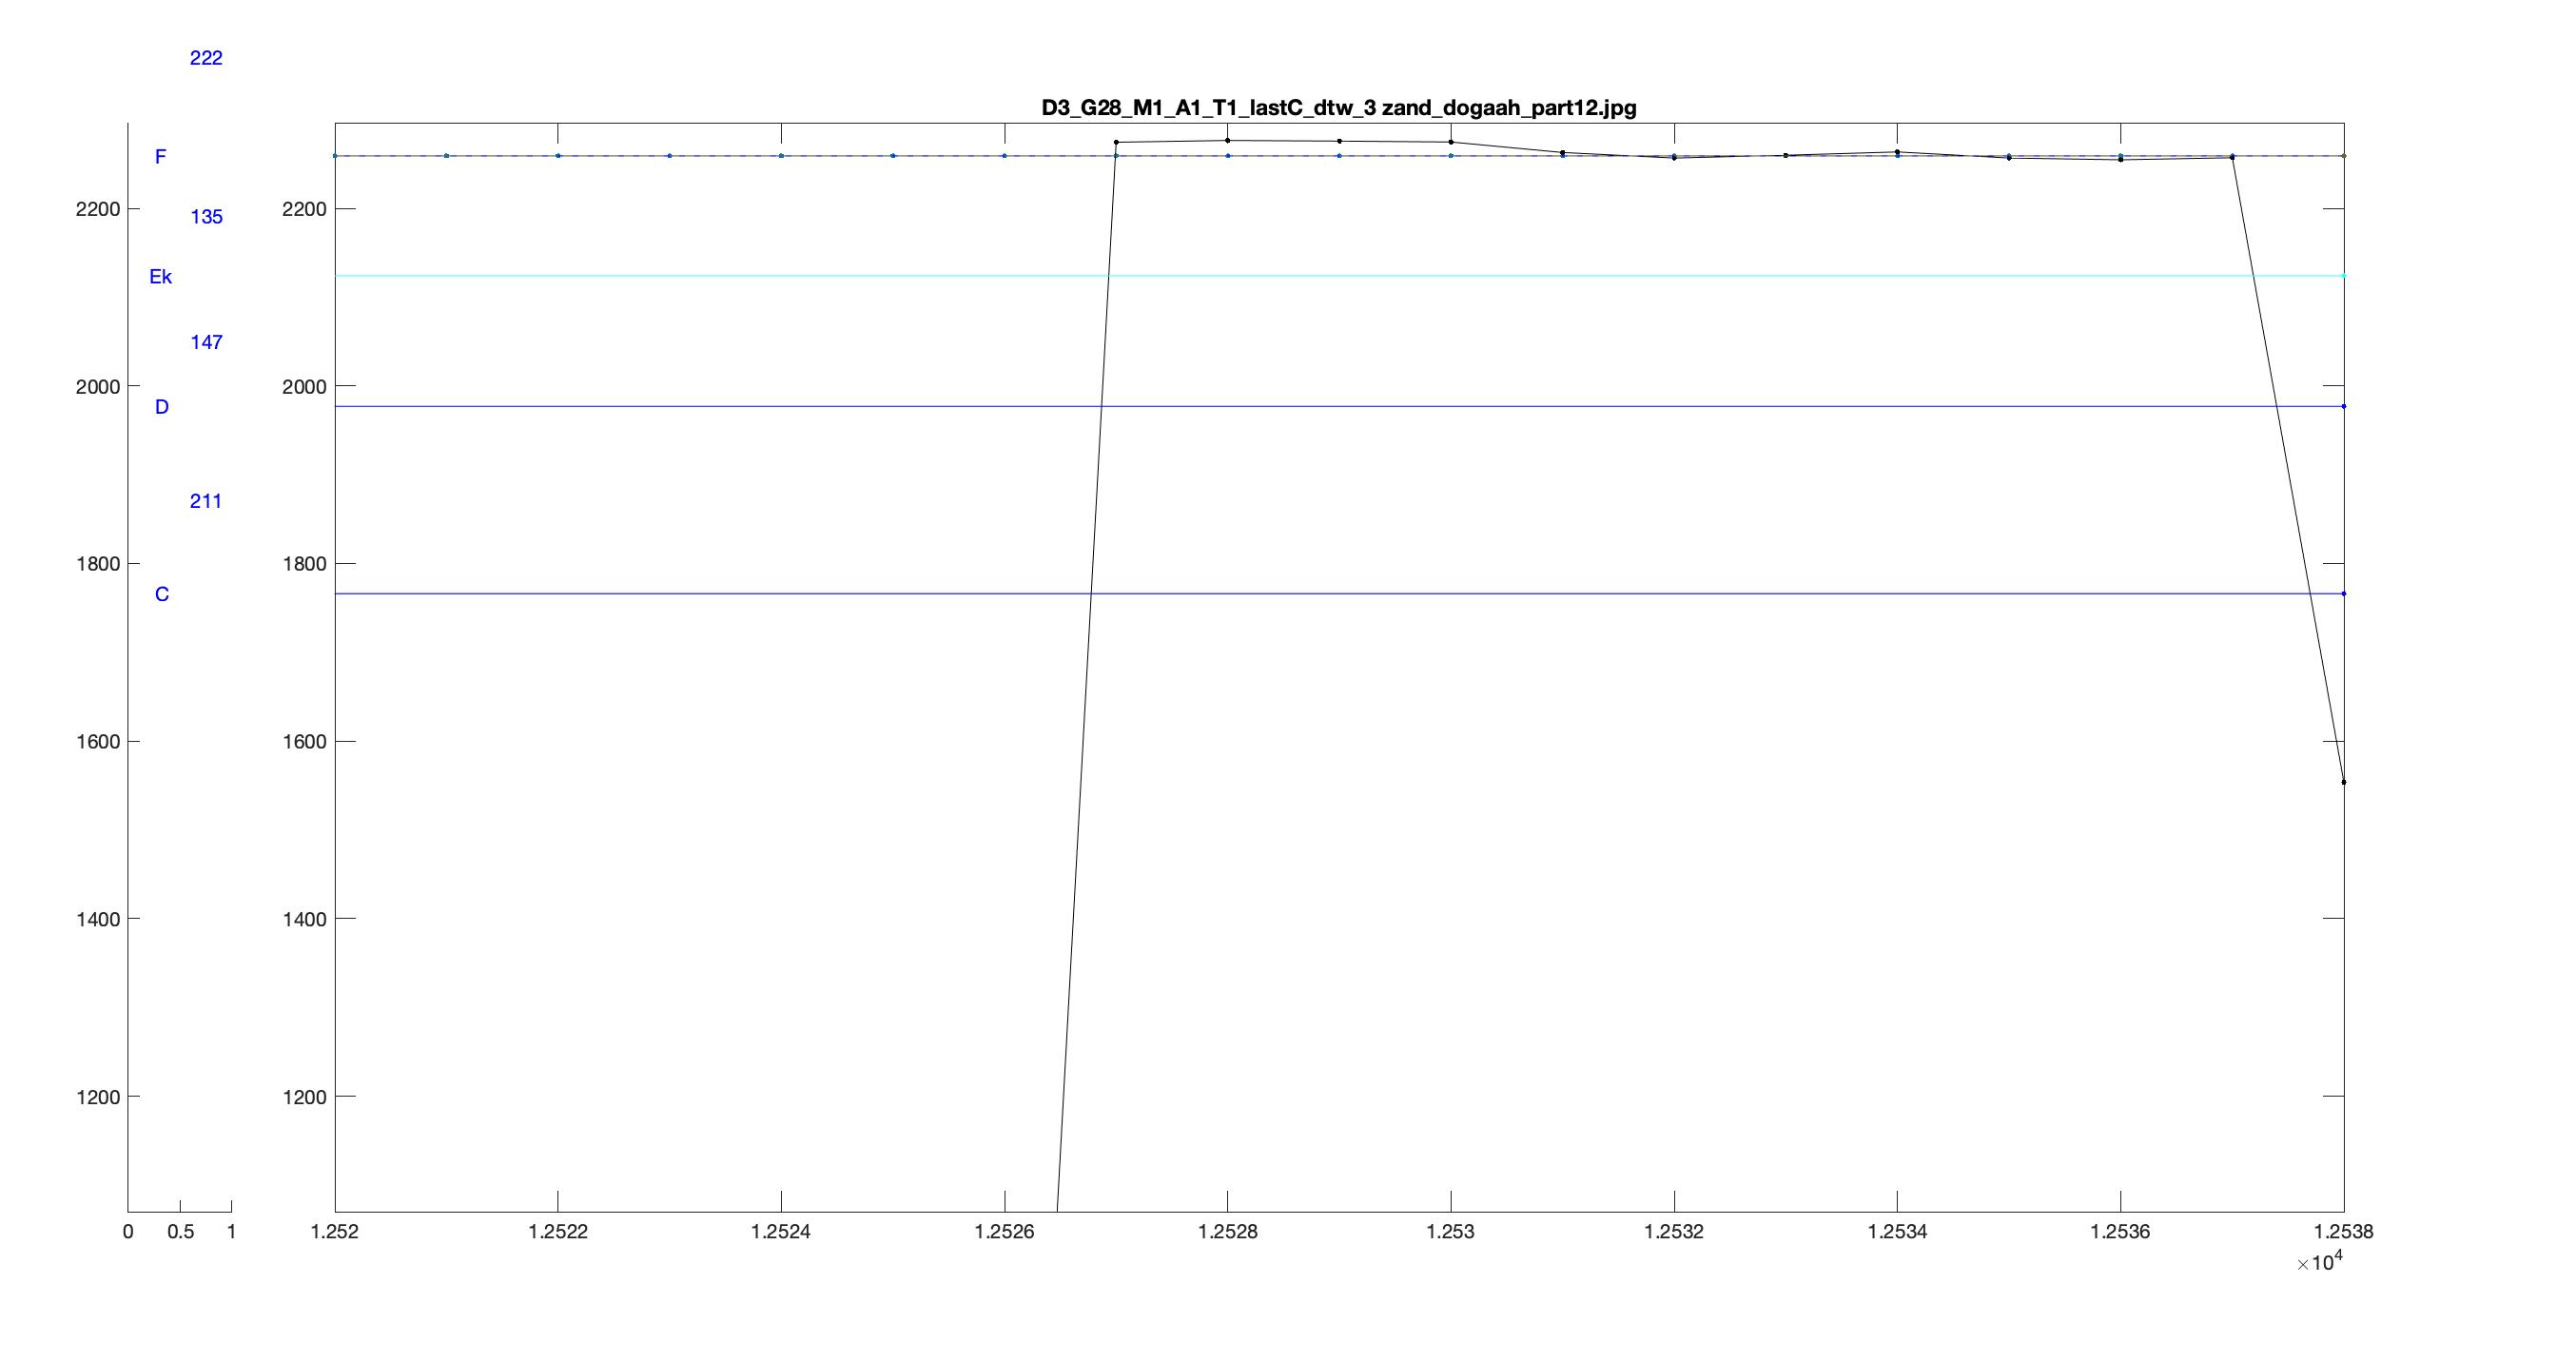 222
D3_G28_M1_A1_T1_lastC_dtw_3 zand_dogaah_part12.jpg
F
2200 135 2200
Ek
147
2000 2000
D
211
1800 1800
C
1600 1600
1400 1400
1200 1200
0 0.5 1 1.252 1.2522 1.2524 1.2526 1.2528 1.253 1.2532 1.2534 1.2536 1.2538
×10⁴